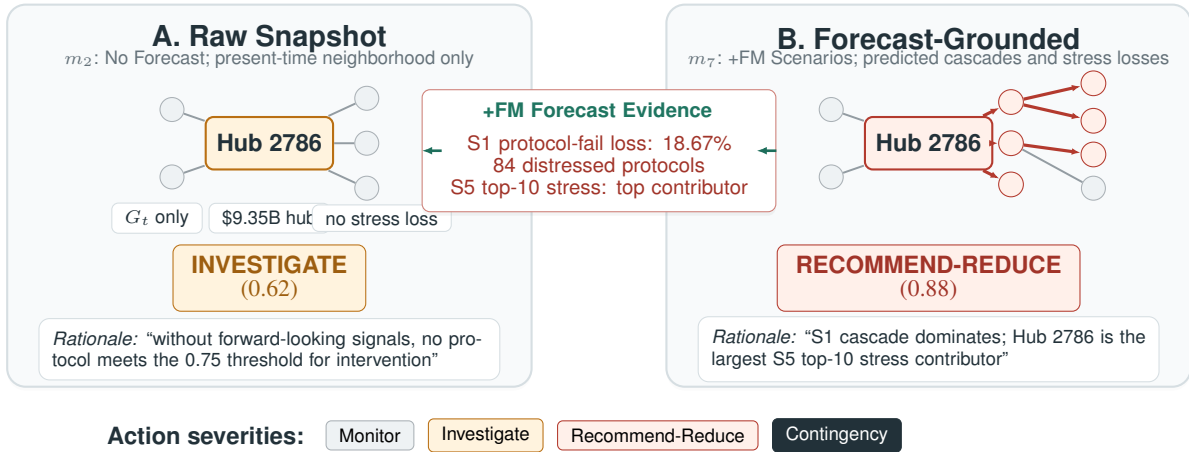 A. Raw Snapshot
m₂: No Forecast; present-time neighborhood only
Hub 2786
G_t only
$9.35B hub
no stress loss
INVESTIGATE
(0.62)
Rationale: “without forward-looking signals, no pro-
tocol meets the 0.75 threshold for intervention”
+FM Forecast Evidence
S1 protocol-fail loss: 18.67%
84 distressed protocols
S5 top-10 stress: top contributor
B. Forecast-Grounded
m₇: +FM Scenarios; predicted cascades and stress losses
Hub 2786
RECOMMEND-REDUCE
(0.88)
Rationale: “S1 cascade dominates; Hub 2786 is the
largest S5 top-10 stress contributor”
Action severities:
Monitor
Investigate
Recommend-Reduce
Contingency